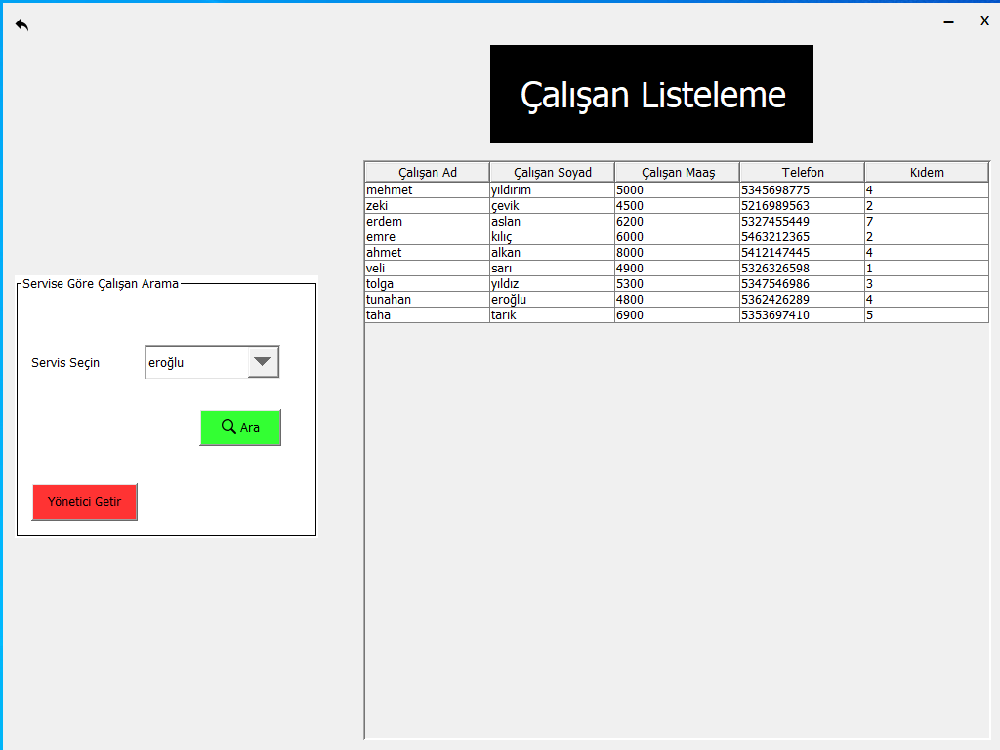 X
Çalışan Listeleme
Çalışan Ad Çalışan Soyad Çalışan Maaş Telefon Kıdem
mehmet yıldırım 5000 5345698775 4
zeki çevik 4500 5216989563 2
erdem aslan 6200 5327455449 7
emre kılıç 6000 5463212365 2
ahmet alkan 8000 5412147445 4
veli sarı 4900 5326326598 1
tolga yıldız 5300 5347546986 3
tunahan eroğlu 4800 5362426289 4
taha tarık 6900 5353697410 5
Servise Göre Çalışan Arama
Servis Seçin eroğlu
Ara
Yönetici Getir